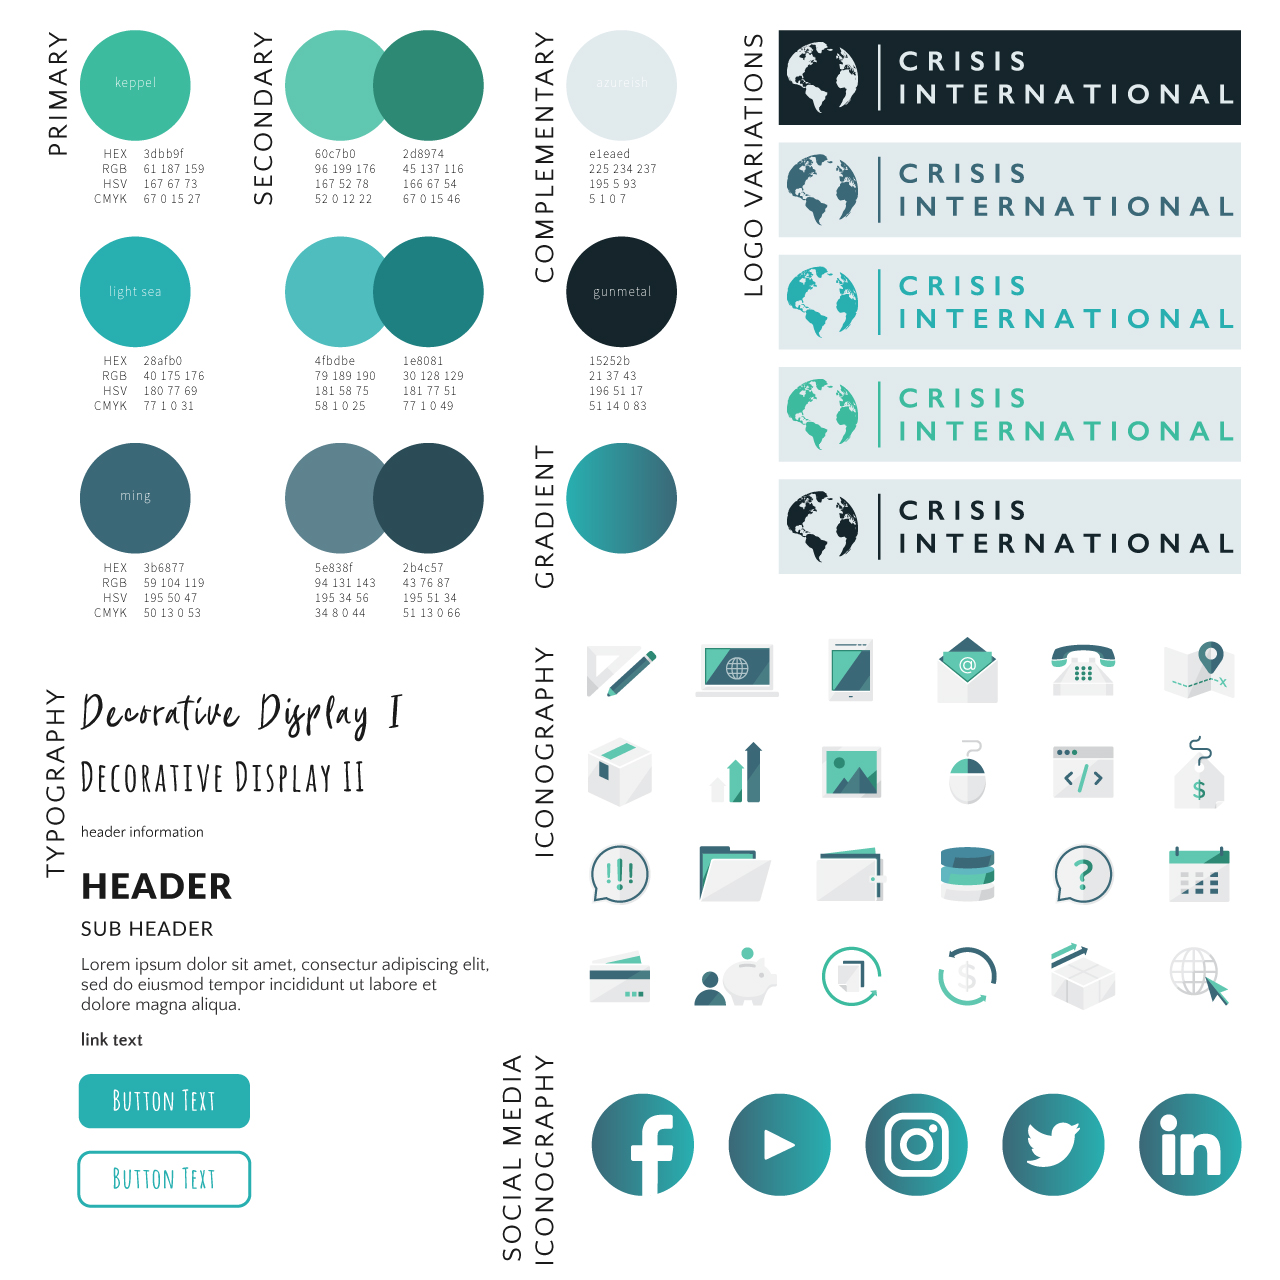 PRIMARY
keppel
HEX 3dbb9f
RGB 61 187 159
HSV 167 67 73
CMYK 67 0 15 27
light sea
HEX 28afb0
RGB 40 175 176
HSV 180 77 69
CMYK 77 1 0 31
ming
HEX 3b6877
RGB 59 104 119
HSV 195 50 47
CMYK 50 13 0 53
SECONDARY
60c7b0
96 199 176
167 52 78
52 0 12 22
2d8974
45 137 116
166 67 54
67 0 15 46
4fbdbe
79 189 190
181 58 75
58 1 0 25
1e8081
30 128 129
181 77 51
77 1 0 49
5e838f
94 131 143
195 34 56
34 8 0 44
2b4c57
43 76 87
195 51 34
51 13 0 66
COMPLEMENTARY
azureish
e1eaed
225 234 237
195 5 93
5 1 0 7
gunmetal
15252b
21 37 43
196 51 17
51 14 0 83
GRADIENT
LOGO VARIATIONS
CRISIS
INTERNATIONAL
CRISIS
INTERNATIONAL
CRISIS
INTERNATIONAL
CRISIS
INTERNATIONAL
CRISIS
INTERNATIONAL
TYPOGRAPHY
Decorative Display I
DECORATIVE DISPLAY II
header information
HEADER
SUB HEADER
Lorem ipsum dolor sit amet, consectur adipiscing elit,
sed do eiusmod tempor incididunt ut labore et
dolore magna aliqua.
link text
BUTTON TEXT
BUTTON TEXT
ICONOGRAPHY
@
x
</>
$
!!!
?
$
SOCIAL MEDIA
ICONOGRAPHY
f
in